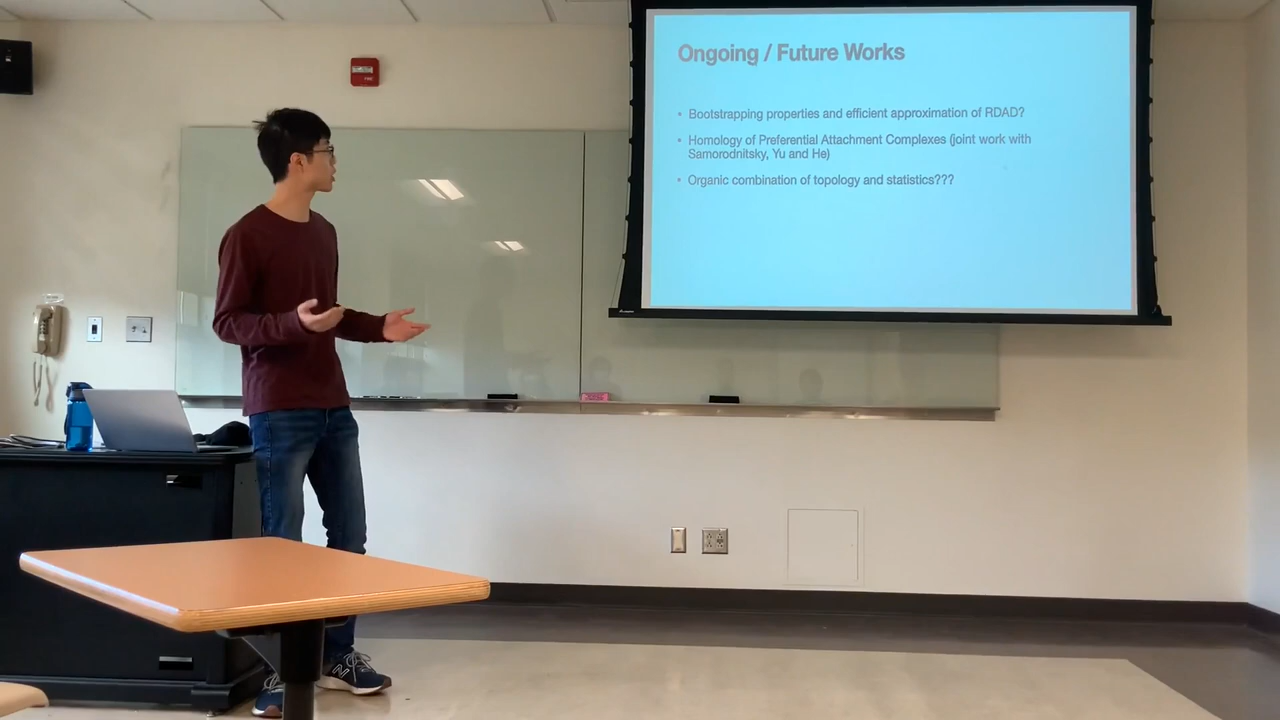 Ongoing / Future Works
• Bootstrapping properties and efficient approximation of RDAD?
• Homology of Preferential Attachment Complexes (joint work with
Samorodnitsky, Yu and He)
• Organic combination of topology and statistics???